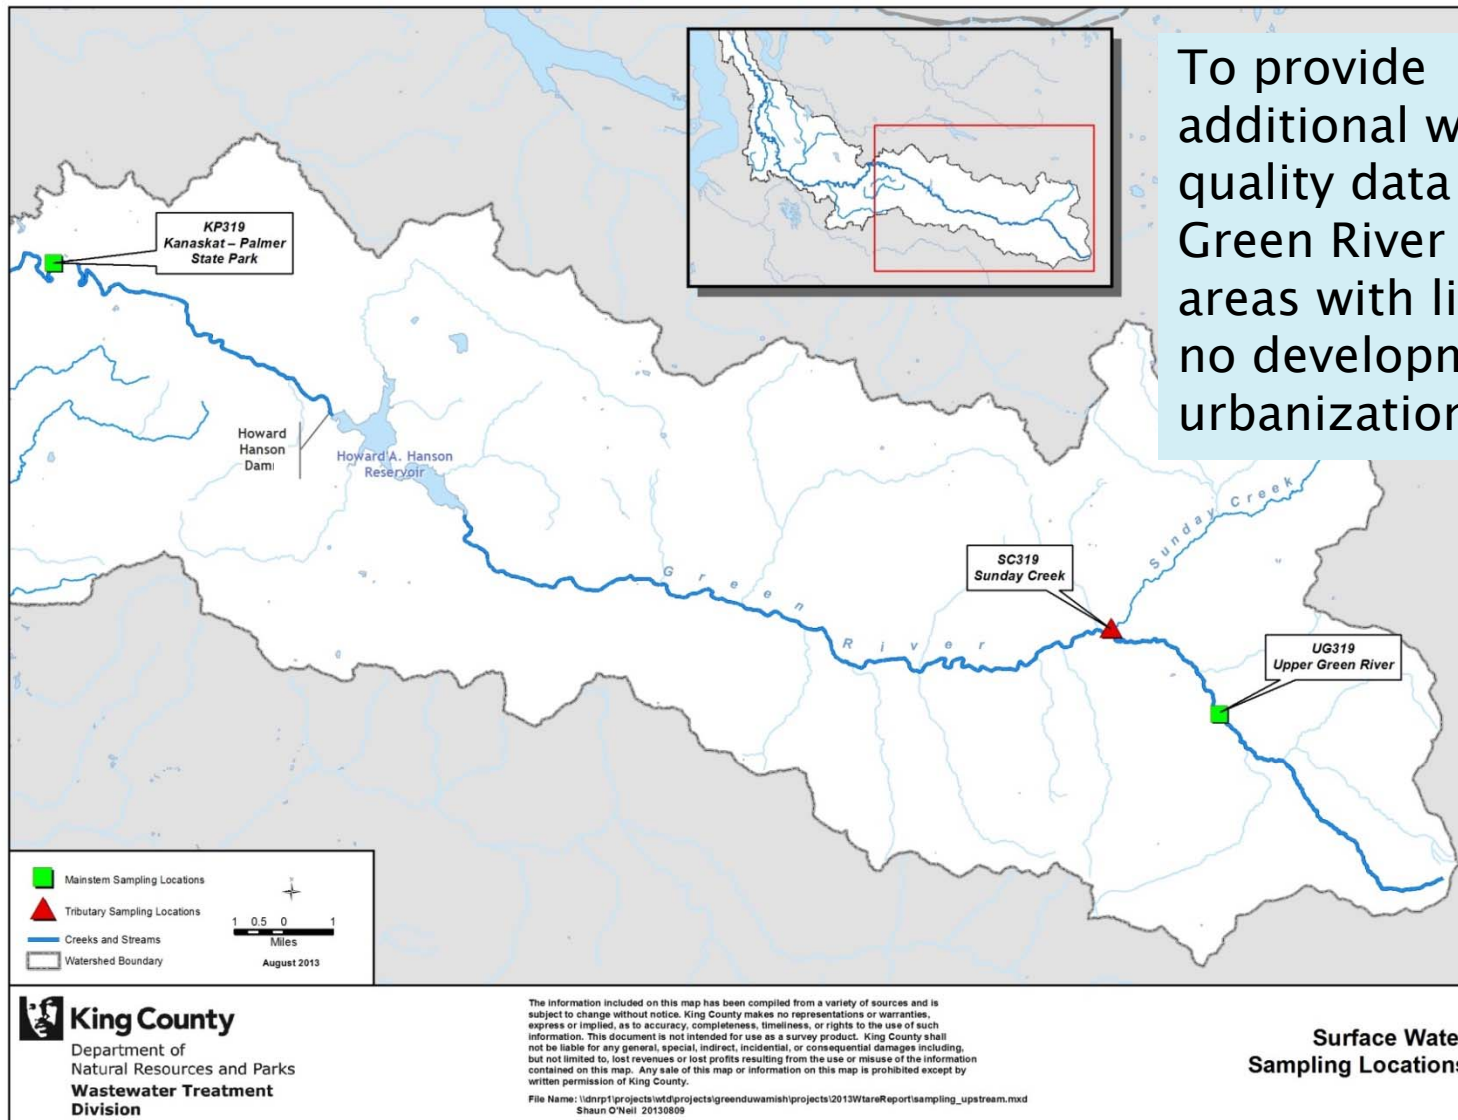 To provide
additional w
quality data
Green River
areas with li
no developm
urbanization
KP319
Kanaskat – Palmer
State Park
Howard
Hanson
Dam
Howard A. Hanson
Reservoir
Green
River
Sunday Creek
SC319
Sunday Creek
UG319
Upper Green River
Mainstem Sampling Locations
Tributary Sampling Locations
Creeks and Streams
Watershed Boundary
1 0.5 0 1
Miles
August 2013
King County
Department of
Natural Resources and Parks
Wastewater Treatment
Division
The information included on this map has been compiled from a variety of sources and is
subject to change without notice. King County makes no representations or warranties,
express or implied, as to accuracy, completeness, timeliness, or rights to the use of such
information. This document is not intended for use as a survey product. King County shall
not be liable for any general, special, indirect, incidental, or consequential damages including,
but not limited to, lost revenues or lost profits resulting from the use or misuse of the information
contained on this map. Any sale of this map or information on this map is prohibited except by
written permission of King County.
File Name: \\dnrp1\projects\wtd\projects\greenduwamish\projects\2013WtareReport\sampling_upstream.mxd
Shaun O'Neil 20130809
Surface Wate
Sampling Locations